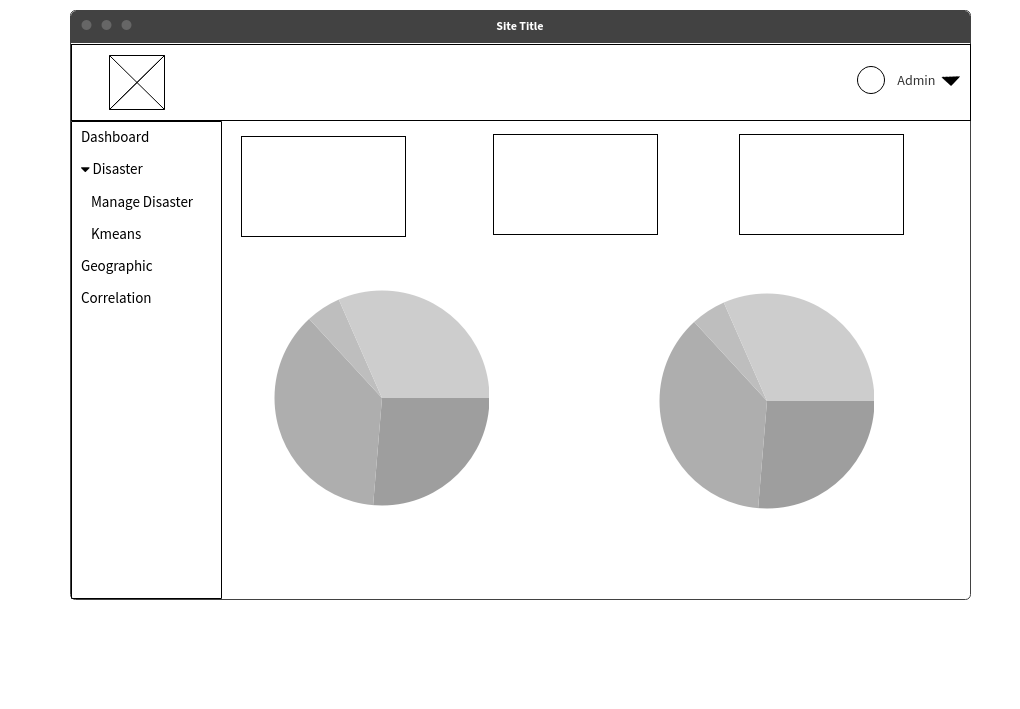 Site Title
Admin
Dashboard
Disaster
Manage Disaster
Kmeans
Geographic
Correlation